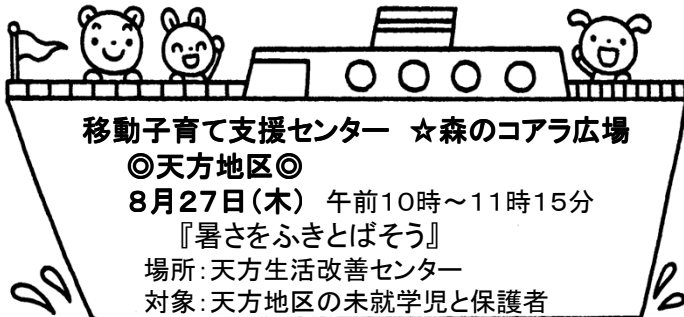 移動子育て支援センター ☆森のコアラ広場
◎天方地区◎
８月２７日（木） 午前１０時～１１時１５分
『暑さをふきとばそう』
場所：天方生活改善センター
対象：天方地区の未就学児と保護者